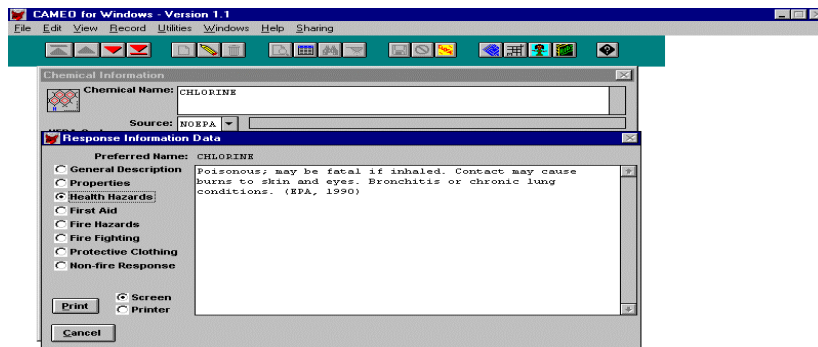 CAMEO for Windows - Version 1.1
File Edit View Record Utilities Windows Help Sharing
Chemical Information
Chemical Name: CHLORINE
Source: NOEPA
Response Information Data
Preferred Name: CHLORINE
General Description
Properties
Health Hazards
First Aid
Fire Hazards
Fire Fighting
Protective Clothing
Non-fire Response
Poisonous; may be fatal if inhaled. Contact may cause
burns to skin and eyes. Bronchitis or chronic lung
conditions. (EPA, 1990)
Print
Screen
Printer
Cancel